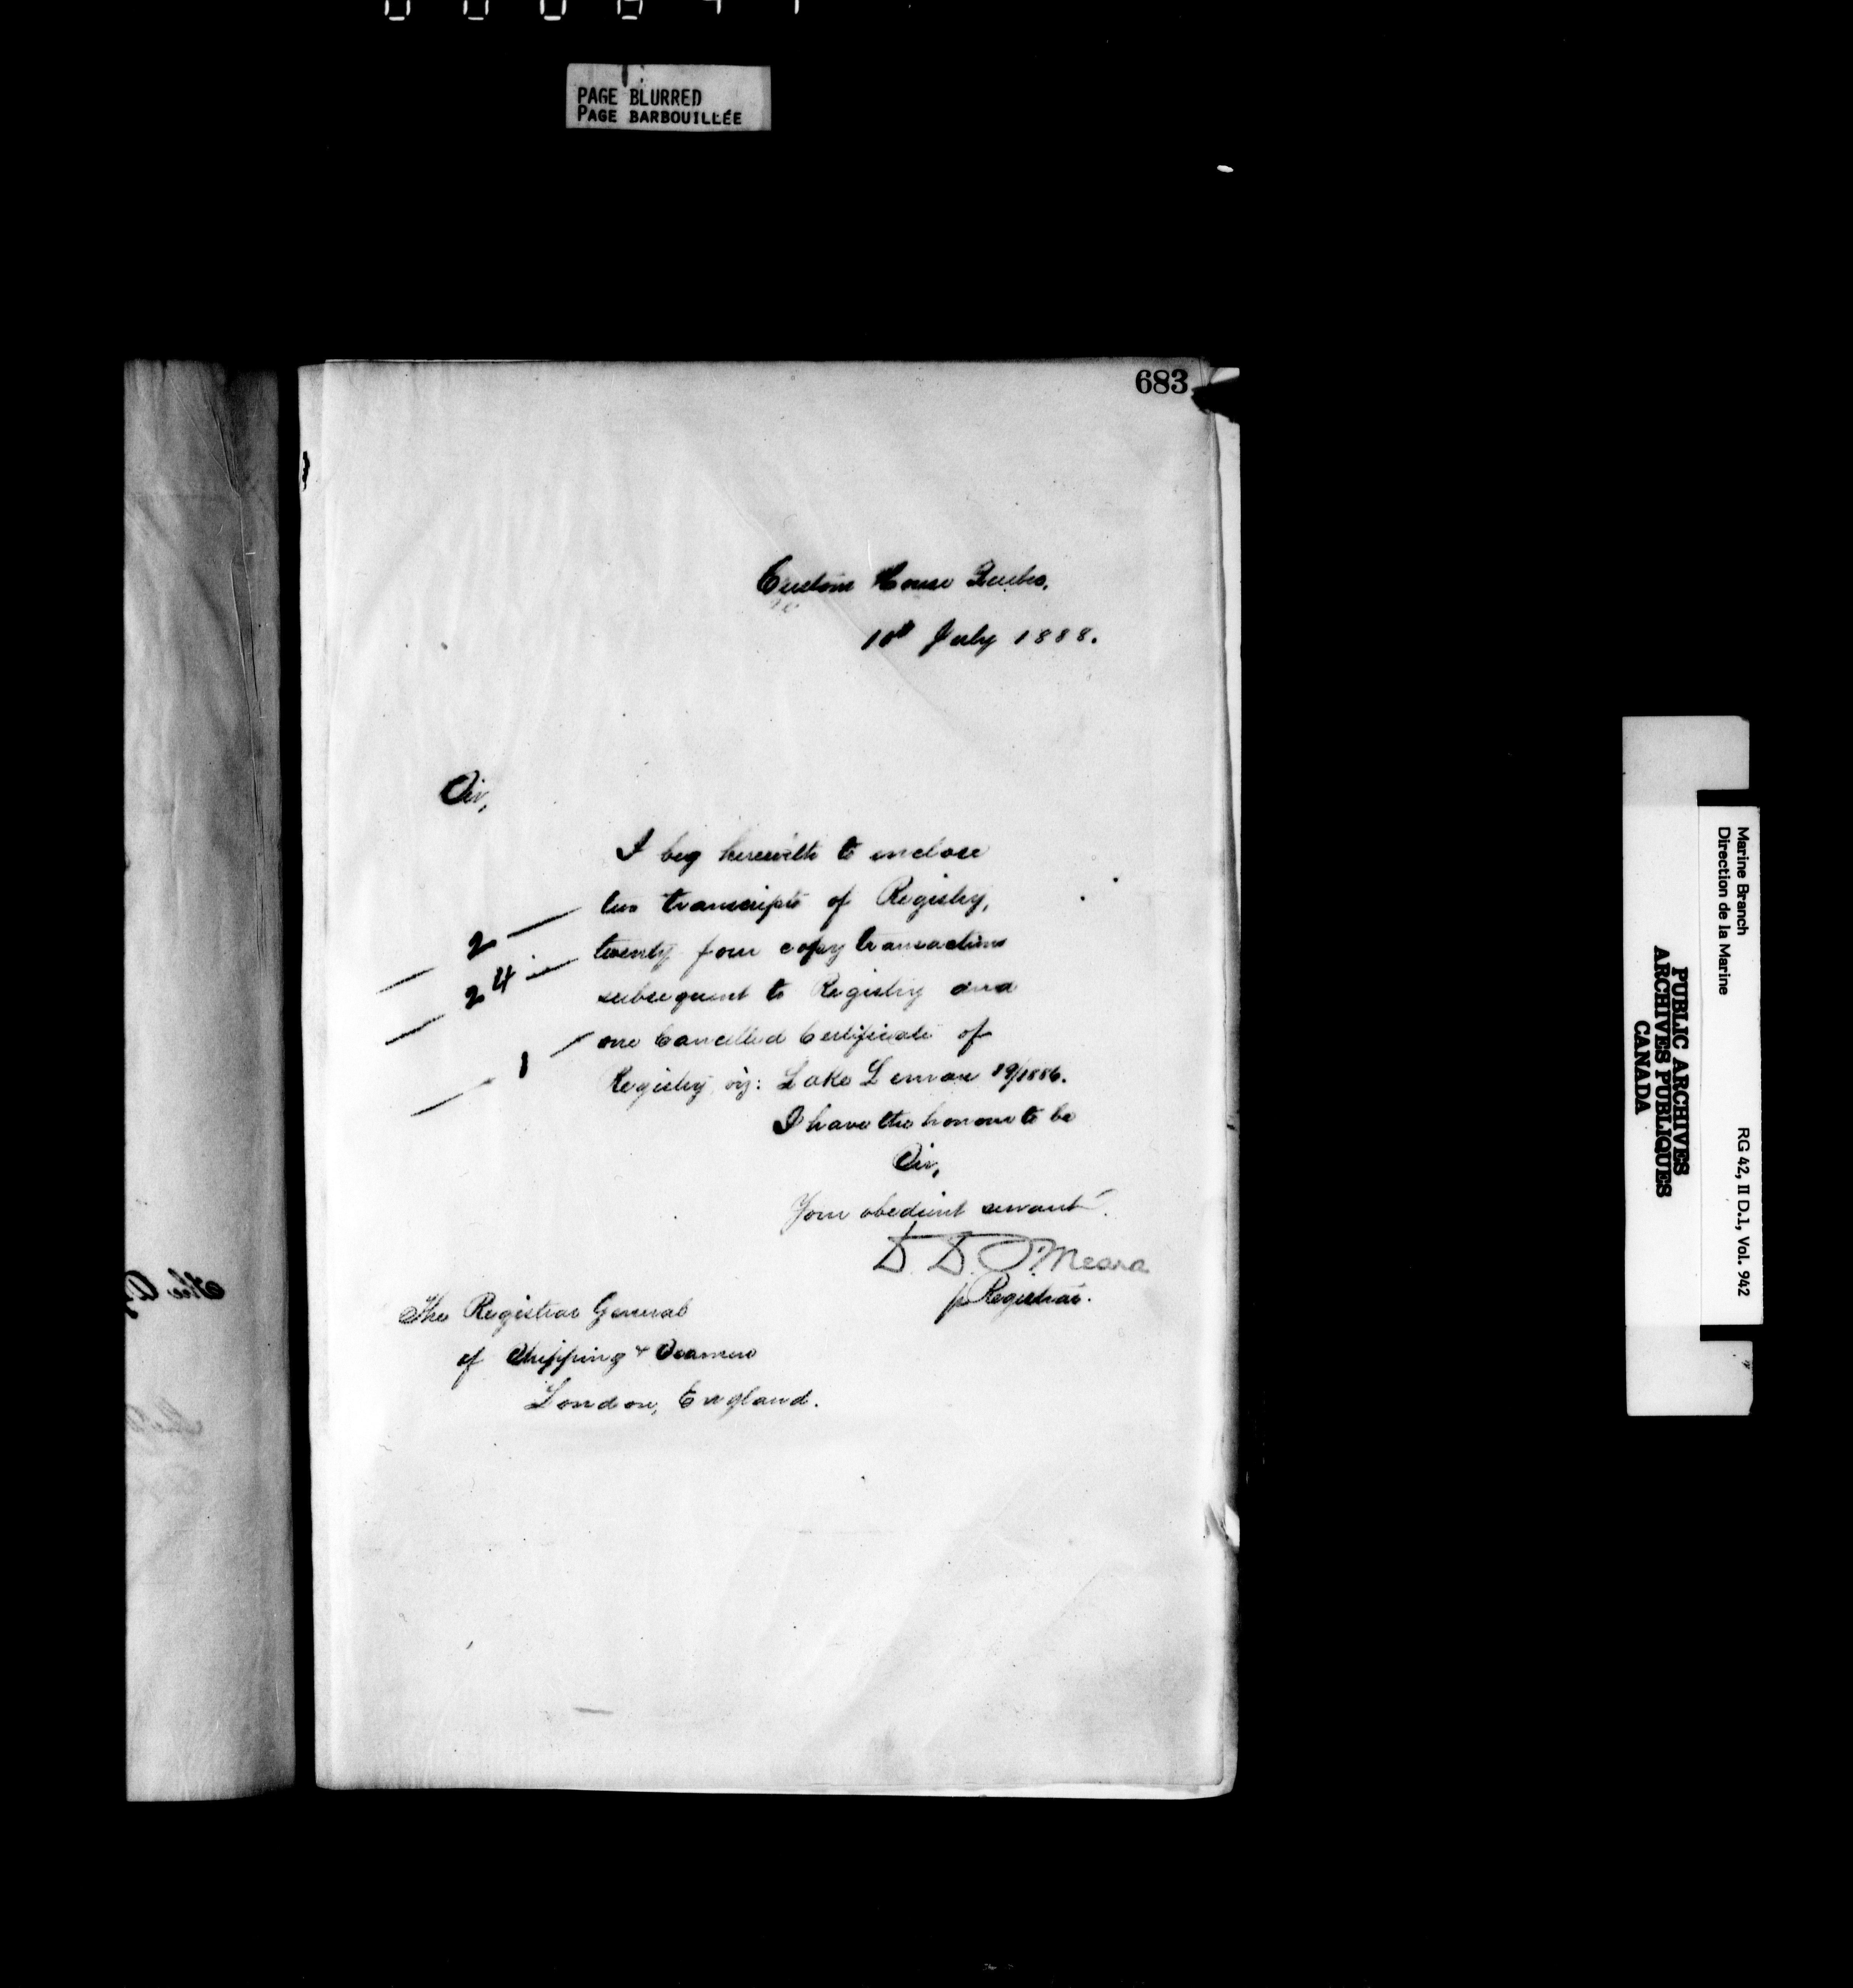 PAGE BLURRED
PAGE BARBOUILLÉE
683
Custom House Quebec,
10th July 1888.
Sir,
I beg herewith to enclose
two transcripts of Registry,
2
twenty four copy transactions
24
subsequent to Registry and
one Cancelled Certificate of
1
Registry viz: Lake Leman 19/1886.
I have the honour to be
Sir,
Your obedient servant.
D. D. O'Meara
p Registrar.
The Registrar General
of Shipping & Seamen
London, England.
The
Marine Branch
Direction de la Marine
RG 42, II D.1, Vol. 942
PUBLIC ARCHIVES
ARCHIVES PUBLIQUES
CANADA